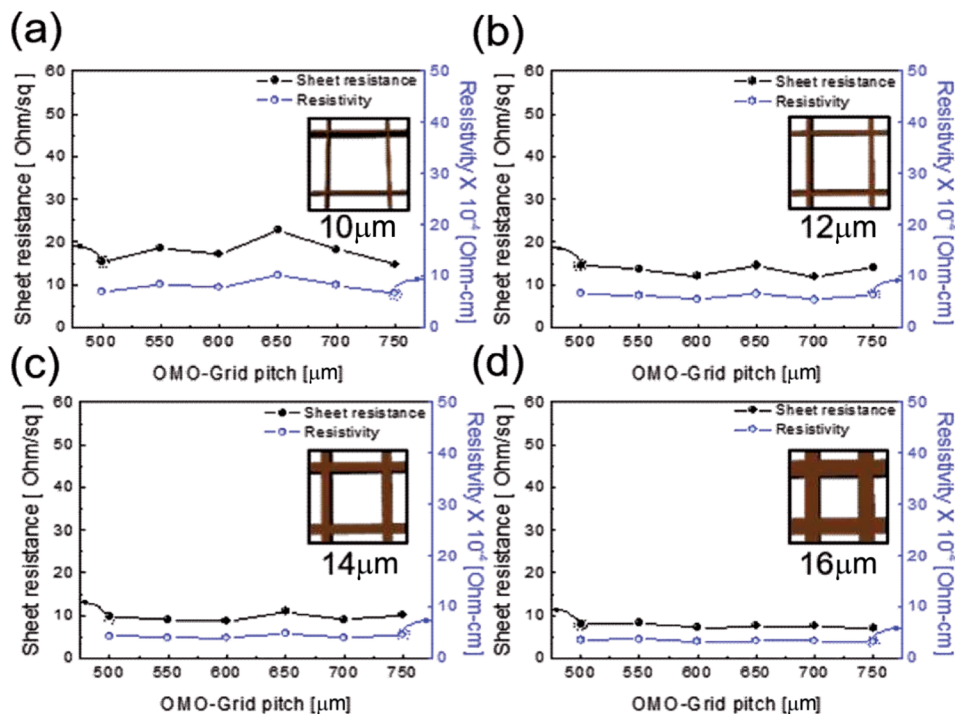 (a)
Sheet resistance [ Ohm/sq]
60
50
40
30
20
10
0
Sheet resistance
Resistivity
10μm
50
40
30
20
10
0
Resistivity X 10⁻⁴ [Ohm-cm]
500 550 600 650 700 750
OMO-Grid pitch [μm]
(b)
Sheet resistance [ Ohm/sq]
60
50
40
30
20
10
0
Sheet resistance
Resistivity
12μm
50
40
30
20
10
0
Resistivity X 10⁻⁴ [Ohm-cm]
500 550 600 650 700 750
OMO-Grid pitch [μm]
(c)
Sheet resistance [ Ohm/sq]
60
50
40
30
20
10
0
Sheet resistance
Resistivity
14μm
50
40
30
20
10
0
Resistivity X 10⁻⁴ [Ohm-cm]
500 550 600 650 700 750
OMO-Grid pitch [μm]
(d)
Sheet resistance [ Ohm/sq]
60
50
40
30
20
10
0
Sheet resistance
Resistivity
16μm
50
40
30
20
10
0
Resistivity X 10⁻⁴ [Ohm-cm]
500 550 600 650 700 750
OMO-Grid pitch [μm]